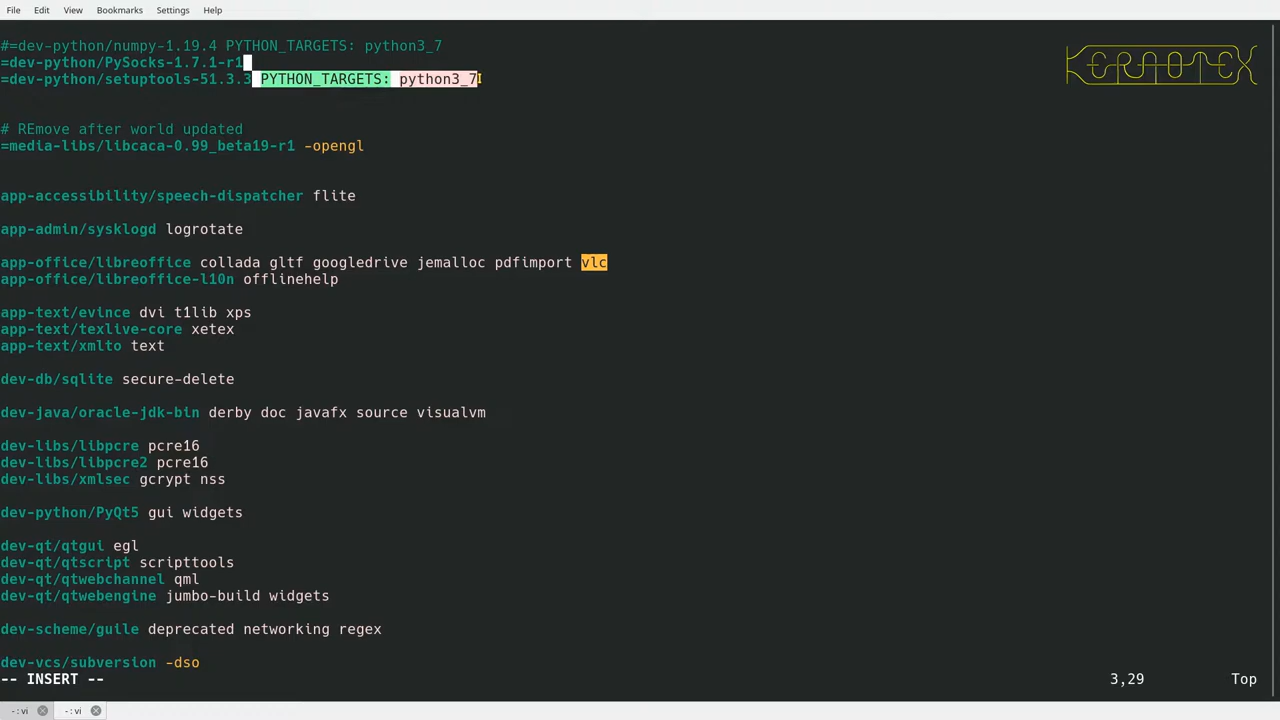 File Edit View Bookmarks Settings Help
#=dev-python/numpy-1.19.4 PYTHON_TARGETS: python3_7
=dev-python/PySocks-1.7.1-r1
=dev-python/setuptools-51.3.3 PYTHON_TARGETS: python3_7
KERAOTEX
# REmove after world updated
=media-libs/libcaca-0.99_beta19-r1 -opengl
app-accessibility/speech-dispatcher flite
app-admin/sysklogd logrotate
app-office/libreoffice collada gltf googledrive jemalloc pdfimport vlc
app-office/libreoffice-l10n offlinehelp
app-text/evince dvi t1lib xps
app-text/texlive-core xetex
app-text/xmlto text
dev-db/sqlite secure-delete
dev-java/oracle-jdk-bin derby doc javafx source visualvm
dev-libs/libpcre pcre16
dev-libs/libpcre2 pcre16
dev-libs/xmlsec gcrypt nss
dev-python/PyQt5 gui widgets
dev-qt/qtgui egl
dev-qt/qtscript scripttools
dev-qt/qtwebchannel qml
dev-qt/qtwebengine jumbo-build widgets
dev-scheme/guile deprecated networking regex
dev-vcs/subversion -dso
-- INSERT -- 3,29 Top
- : vi - : vi